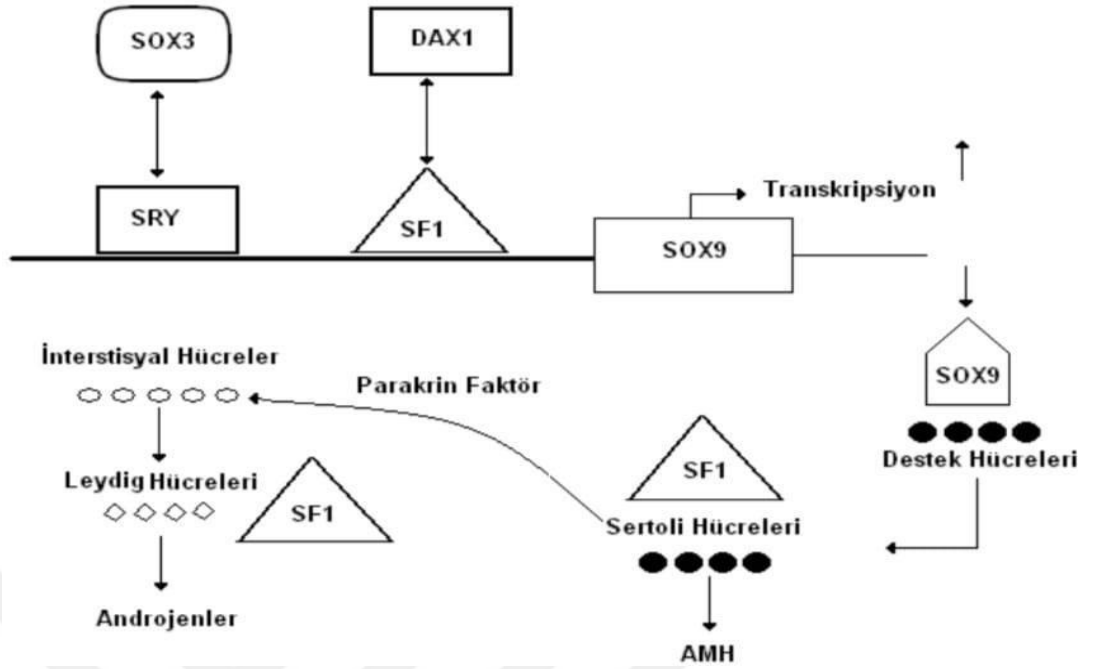 SOX3
DAX1
Transkripsiyon
SRY
SF1
SOX9
İnterstisyal Hücreler
Parakrin Faktör
SOX9
Destek Hücreleri
Leydig Hücreleri
SF1
SF1
Sertoli Hücreleri
Androjenler
AMH